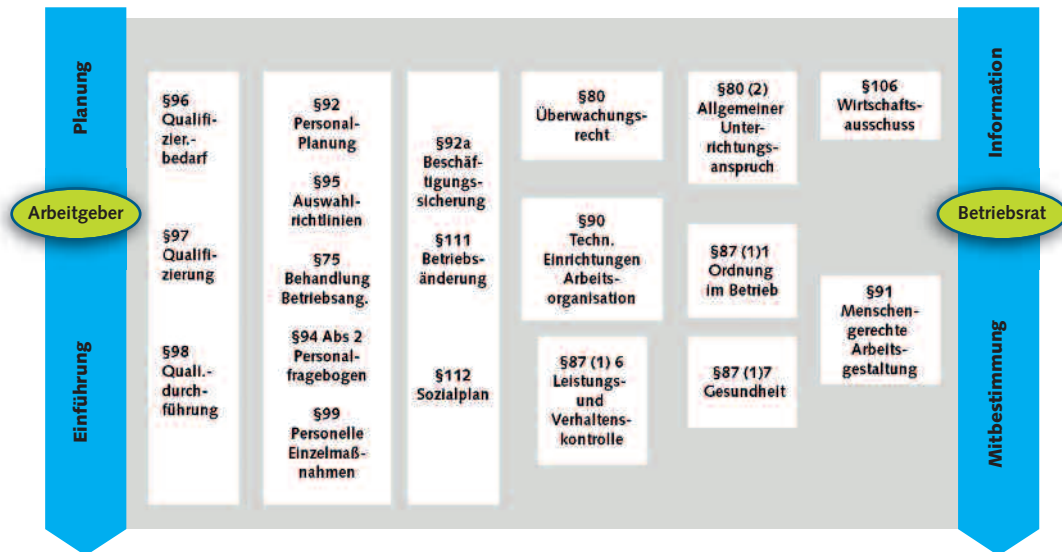 Planung
Arbeitgeber
Einführung
§96
Qualifi-
zier.-
bedarf
§97
Qualifi-
zierung
§98
Quali.-
durch-
führung
§92
Personal-
Planung
§95
Auswahl-
richtlinien
§75
Behandlung
Betriebsang.
§94 Abs 2
Personal-
fragebogen
§99
Personelle
Einzelmaß-
nahmen
§92a
Beschäf-
tigungs-
sicherung
§111
Betriebs-
änderung
§112
Sozialplan
§80
Überwachungs-
recht
§90
Techn.
Einrichtungen
Arbeits-
organisation
§87 (1) 6
Leistungs-
und
Verhaltens-
kontrolle
§80 (2)
Allgemeiner
Unter-
richtungs-
anspruch
§87 (1)1
Ordnung
im Betrieb
§87 (1)7
Gesundheit
§106
Wirtschafts-
ausschuss
§91
Menschen-
gerechte
Arbeits-
gestaltung
Information
Betriebsrat
Mitbestimmung